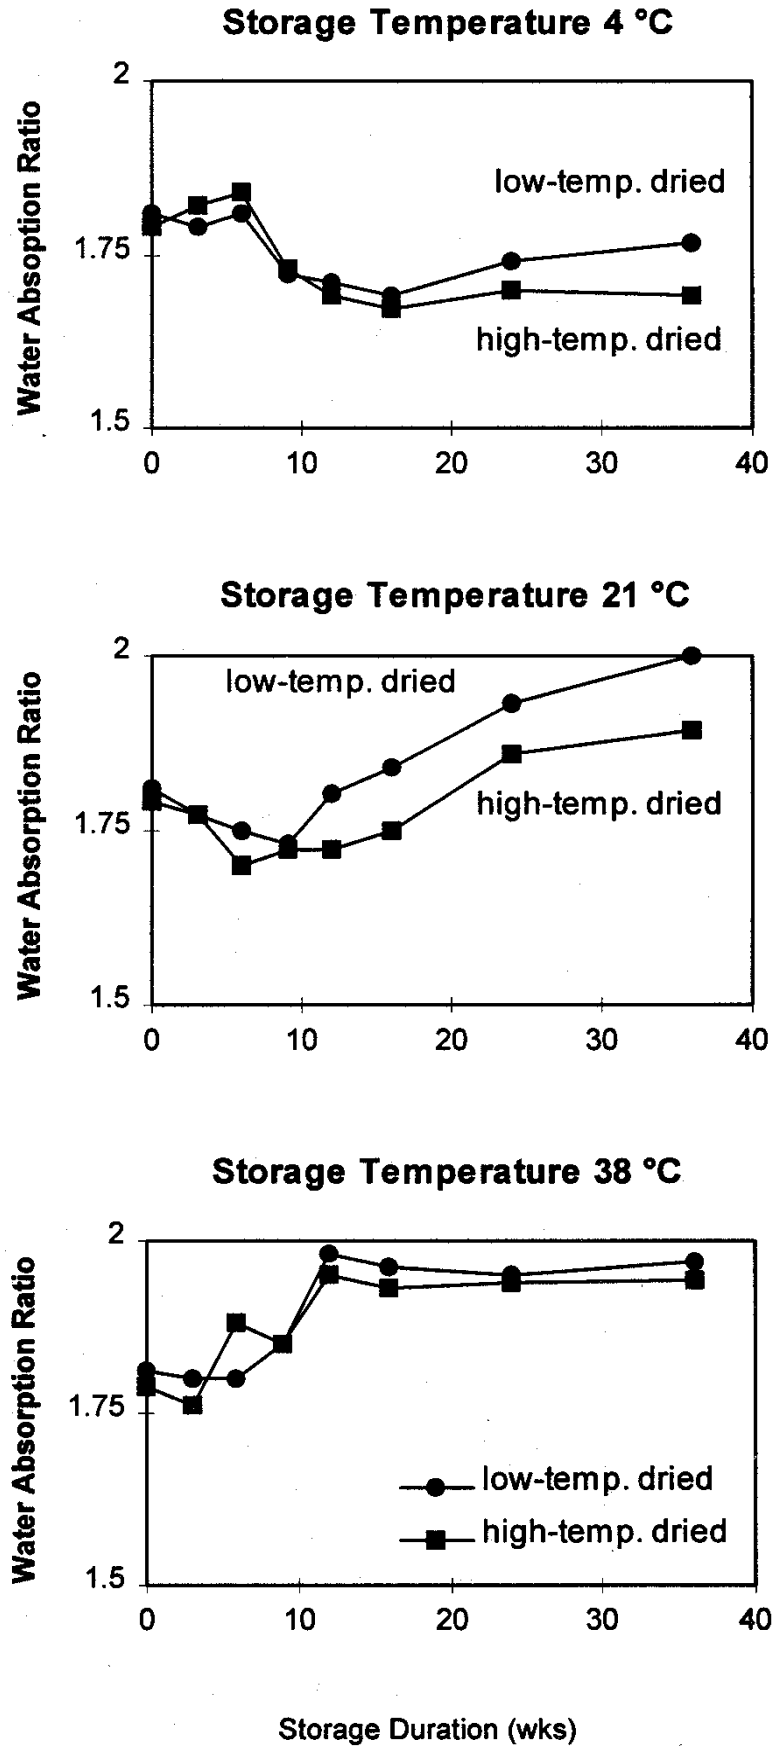 Storage Temperature 4 °C
Water Absoption Ratio
2
1.75
1.5
low-temp. dried
high-temp. dried
0 10 20 30 40
Storage Temperature 21 °C
Water Absorption Ratio
2
1.75
1.5
low-temp. dried
high-temp. dried
0 10 20 30 40
Storage Temperature 38 °C
Water Absorption Ratio
2
1.75
1.5
low-temp. dried
high-temp. dried
0 10 20 30 40
Storage Duration (wks)